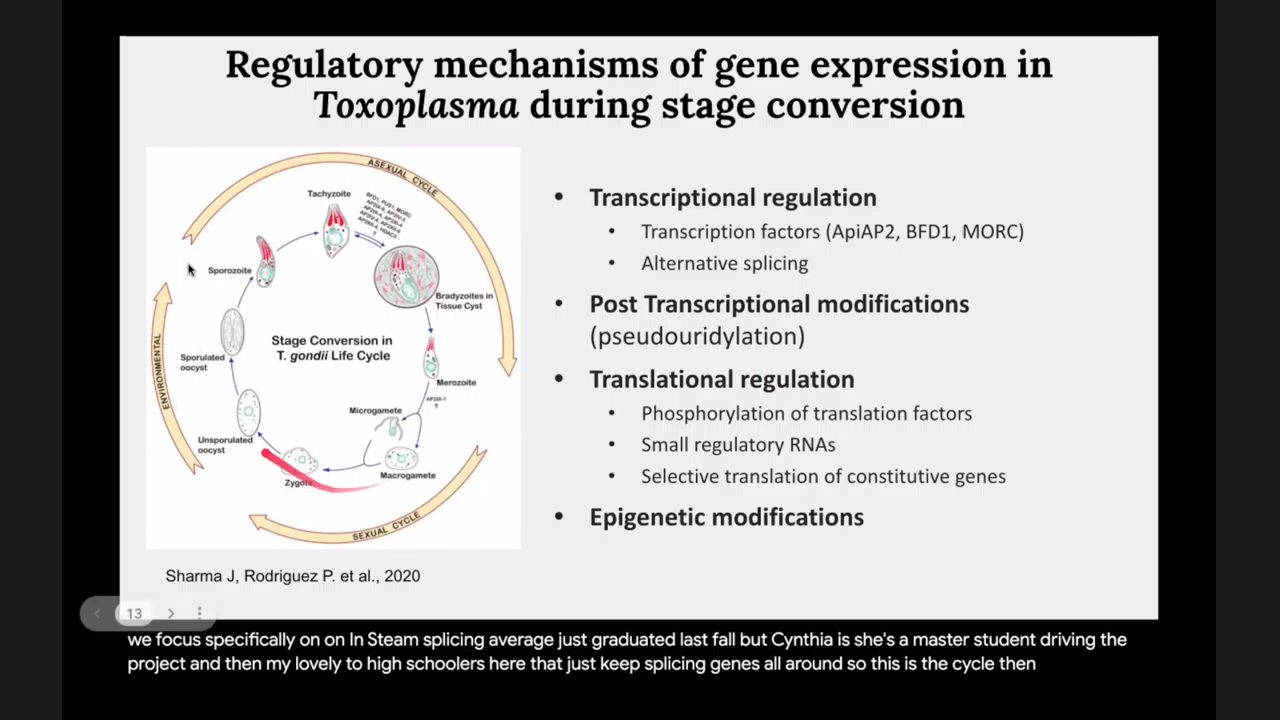 Regulatory mechanisms of gene expression in
Toxoplasma during stage conversion
ASEXUAL CYCLE
Tachyzoite
BFD1, PUS1, MORC
Sporozoite
Bradyzoites in
Tissue Cyst
Stage Conversion in
T. gondii Life Cycle
ENVIRONMENTAL
Sporulated
oocyst
Merozoite
?
Microgamete
Unsporulated
oocyst
Macrogamete
Zygote
SEXUAL CYCLE
Sharma J, Rodriguez P. et al., 2020
• Transcriptional regulation
• Transcription factors (ApiAP2, BFD1, MORC)
• Alternative splicing
• Post Transcriptional modifications
(pseudouridylation)
• Translational regulation
• Phosphorylation of translation factors
• Small regulatory RNAs
• Selective translation of constitutive genes
• Epigenetic modifications
13
we focus specifically on on In Steam splicing average just graduated last fall but Cynthia is she's a master student driving the
project and then my lovely to high schoolers here that just keep splicing genes all around so this is the cycle then